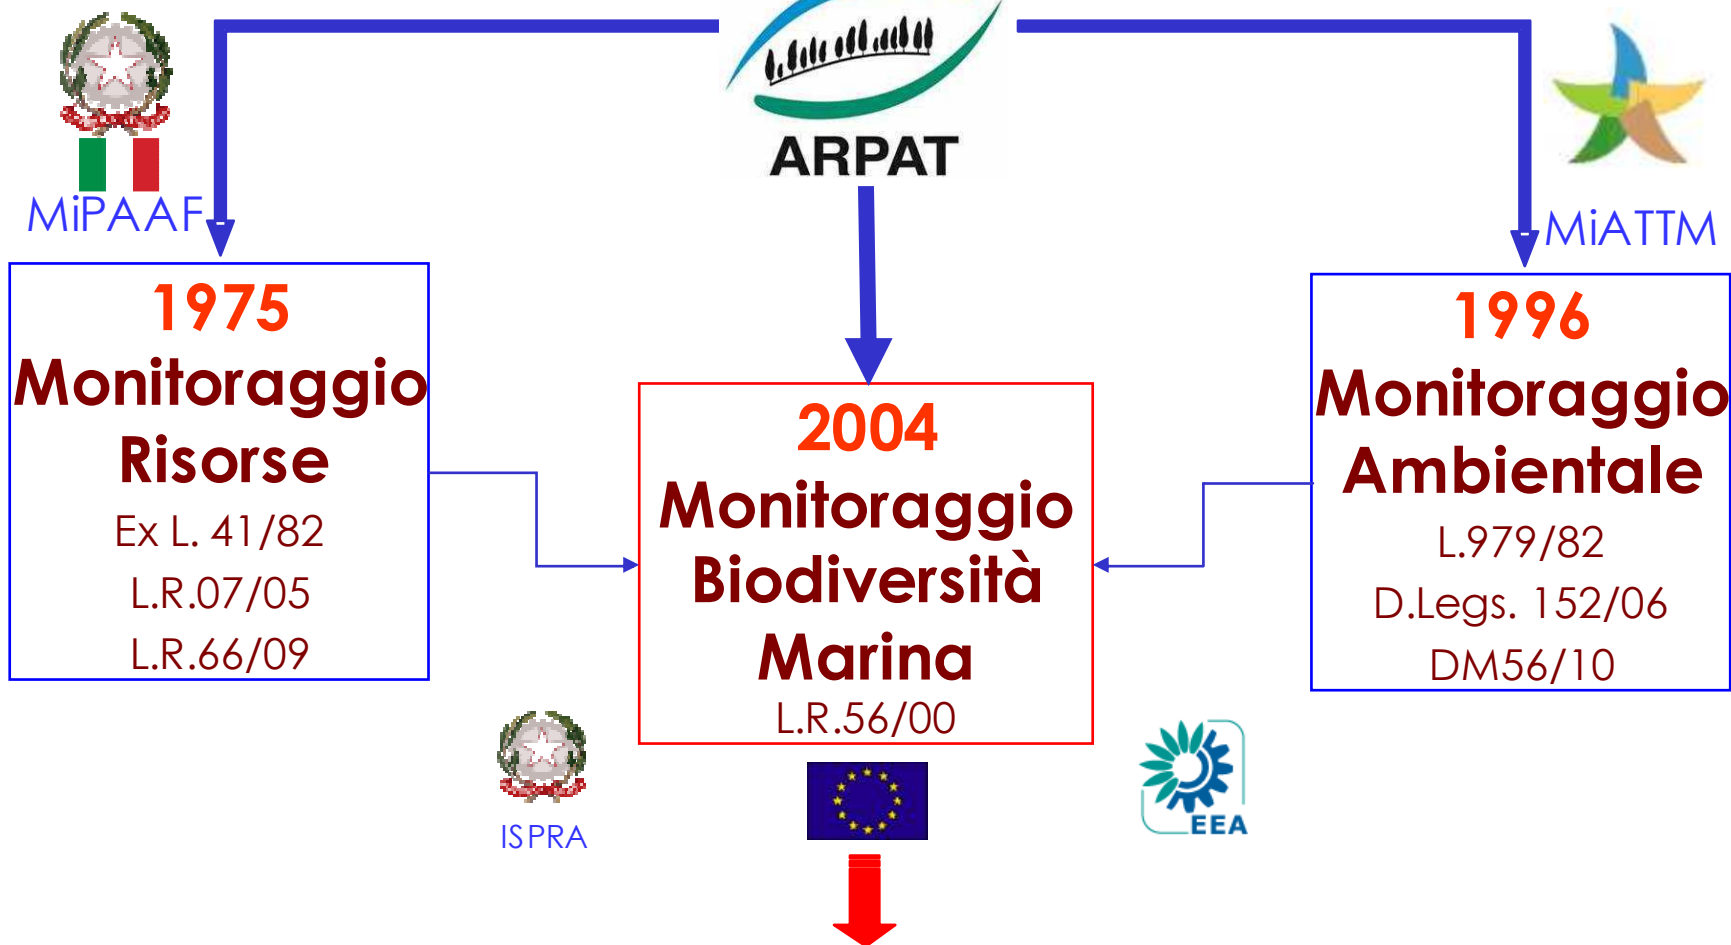 ARPAT
MiPAAF
MiATTM
1975
Monitoraggio
Risorse
Ex L. 41/82
L.R.07/05
L.R.66/09
2004
Monitoraggio
Biodiversità
Marina
L.R.56/00
1996
Monitoraggio
Ambientale
L.979/82
D.Legs. 152/06
DM56/10
ISPRA
EEA